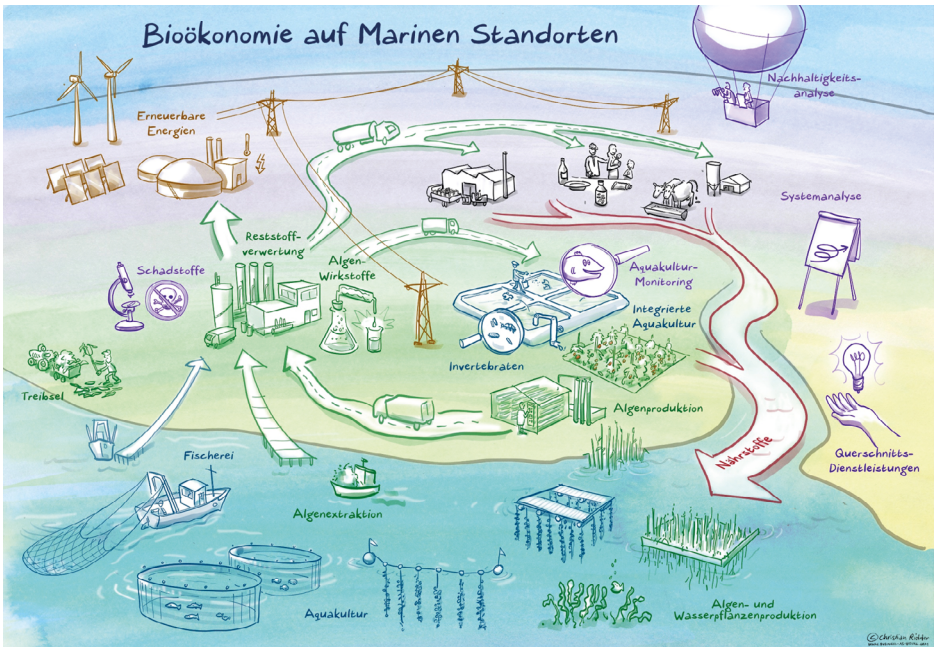 Bioökonomie auf Marinen Standorten
Nachhaltigkeits-
analyse
Erneuerbare
Energien
Systemanalyse
Reststoff-
verwertung
Algen-
Wirkstoffe
Schadstoffe
Aquakultur-
Monitoring
Integrierte
Aquakultur
Invertebraten
Treibsel
Algenproduktion
Nährstoffe
Querschnitts-
Dienstleistungen
Fischerei
Algenextraktion
Aquakultur
Algen- und
Wasserpflanzenproduktion
© Christian Ridder